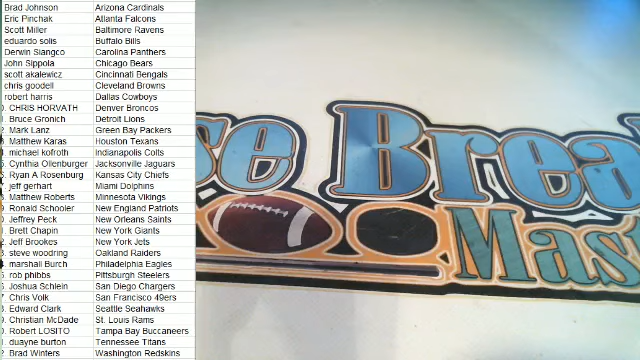 Brad Johnson Arizona Cardinals
Eric Pinchak Atlanta Falcons
Scott Miller Baltimore Ravens
eduardo solis Buffalo Bills
Derwin Siangco Carolina Panthers
John Sippola Chicago Bears
scott akalewicz Cincinnati Bengals
chris goodell Cleveland Browns
robert harris Dallas Cowboys
CHRIS HORVATH Denver Broncos
Bruce Gronich Detroit Lions
Mark Lanz Green Bay Packers
Matthew Karas Houston Texans
michael kofroth Indianapolis Colts
Cynthia Ollenburger Jacksonville Jaguars
Ryan A Rosenburg Kansas City Chiefs
jeff gerhart Miami Dolphins
Matthew Roberts Minnesota Vikings
Ronald Schooler New England Patriots
Jeffrey Peck New Orleans Saints
Brett Chapin New York Giants
Jeff Brookes New York Jets
steve woodring Oakland Raiders
marshall Burch Philadelphia Eagles
rob phibbs Pittsburgh Steelers
Joshua Schlein San Diego Chargers
Chris Volk San Francisco 49ers
Edward Clark Seattle Seahawks
Christian McDade St. Louis Rams
Robert LOSITO Tampa Bay Buccaneers
duayne burton Tennessee Titans
Brad Winters Washington Redskins
se Brea
Mas